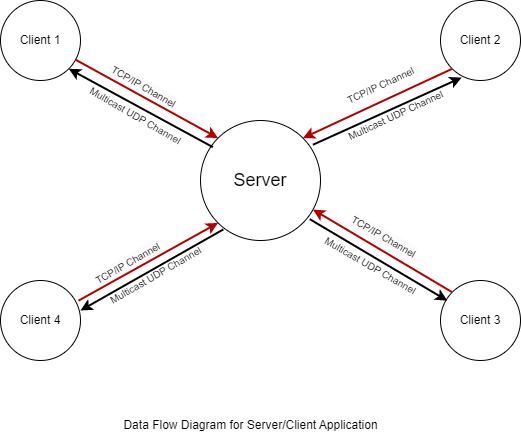 Client 1
Client 2
TCP/IP Channel
Multicast UDP Channel
TCP/IP Channel
Multicast UDP Channel
Server
TCP/IP Channel
Multicast UDP Channel
TCP/IP Channel
Multicast UDP Channel
Client 4
Client 3
Data Flow Diagram for Server/Client Application